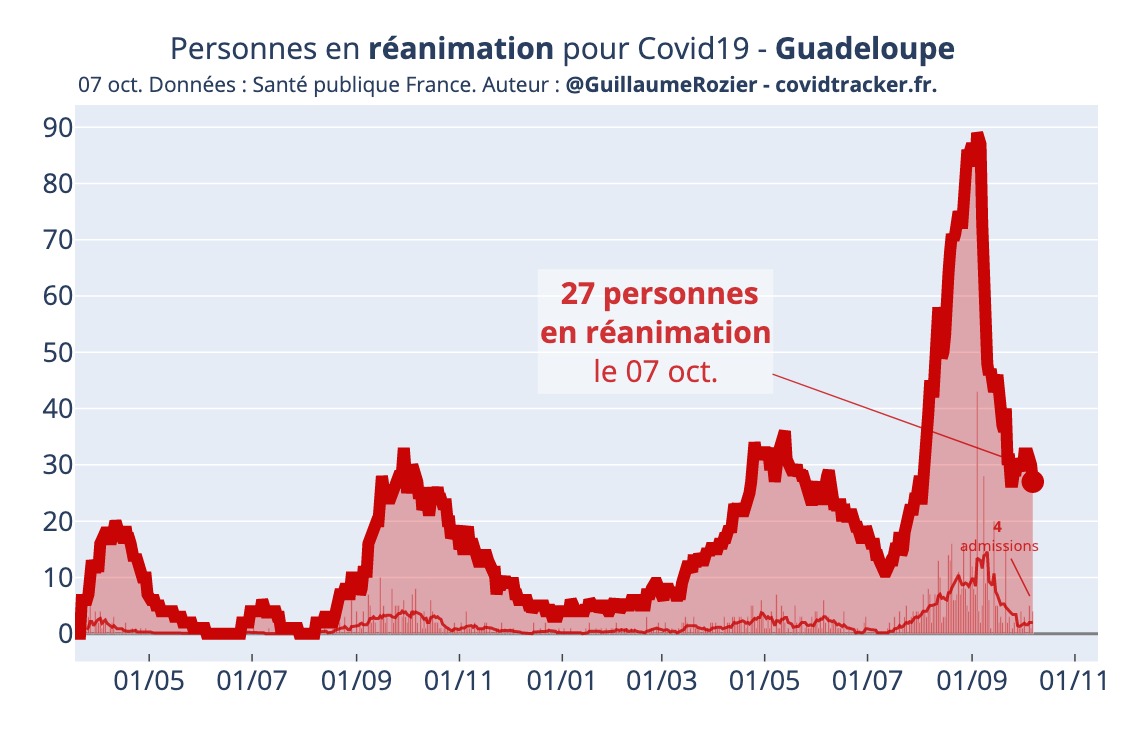 Personnes en réanimation pour Covid19 - Guadeloupe
07 oct. Données : Santé publique France. Auteur : @GuillaumeRozier - covidtracker.fr.
90
80
70
60
50
40
30
20
10
0
27 personnes
en réanimation
le 07 oct.
4
admissions
01/05 01/07 01/09 01/11 01/01 01/03 01/05 01/07 01/09 01/11